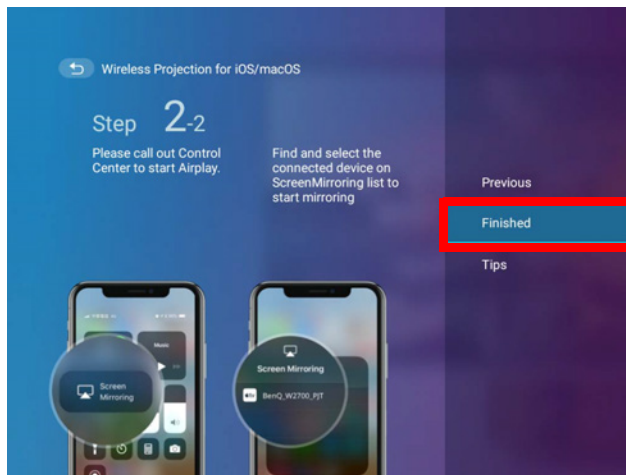 Wireless Projection for iOS/macOS
Step 2-2
Please call out Control
Center to start Airplay.
Find and select the
connected device on
ScreenMirroring list to
start mirroring
Previous
Finished
Tips
Music
Screen
Mirroring
Screen Mirroring
BenQ_W2700_PJT